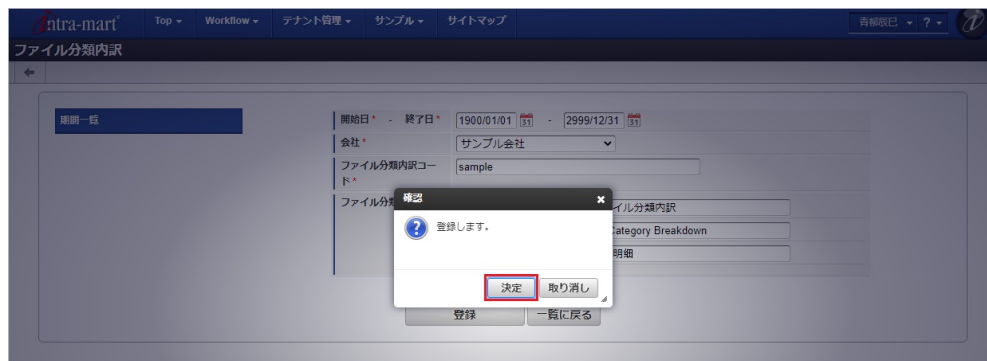 intra-mart Top Workflow テナント管理 サンプル サイトマップ 青柳辰巳 ?
ファイル分類内訳
期間一覧
開始日* - 終了日* 1900/01/01 31 - 2999/12/31 31
会社* サンプル会社
ファイル分類内訳コード* sample
ファイル分類
イル分類内訳
Category Breakdown
明細
確認
登録します。
決定 取り消し
登録 一覧に戻る